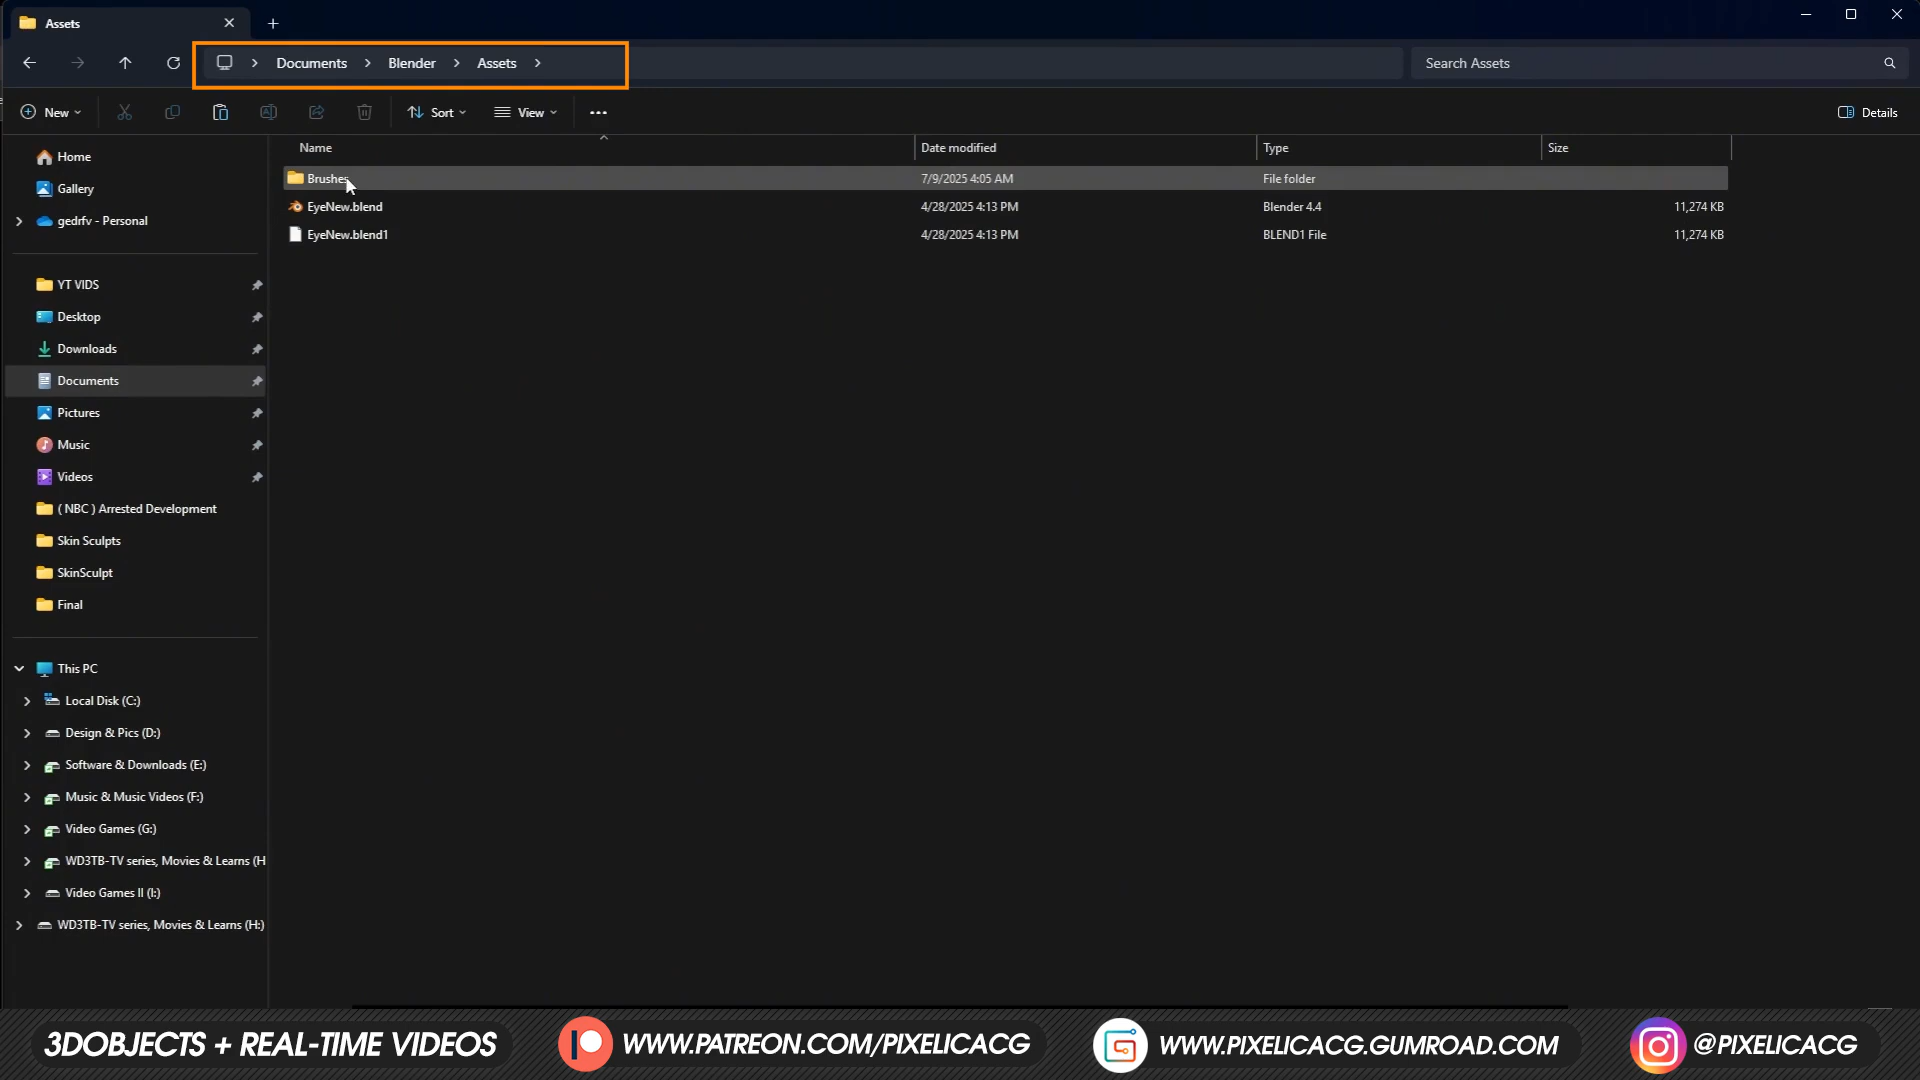 Assets
Documents
Blender
Assets
Search Assets
New
Sort
View
Details
Name
Date modified
Type
Size
Brushes
7/9/2025 4:05 AM
File folder
EyeNew.blend
4/28/2025 4:13 PM
Blender 4.4
11,274 KB
EyeNew.blend1
4/28/2025 4:13 PM
BLEND1 File
11,274 KB
Home
Gallery
gedrfv - Personal
YT VIDS
Desktop
Downloads
Documents
Pictures
Music
Videos
( NBC ) Arrested Development
Skin Sculpts
SkinSculpt
Final
This PC
Local Disk (C:)
Design & Pics (D:)
Software & Downloads (E:)
Music & Music Videos (F:)
Video Games (G:)
WD3TB-TV series, Movies & Learns (H
Video Games II (I:)
WD3TB-TV series, Movies & Learns (H:)
3DOBJECTS + REAL-TIME VIDEOS
WWW.PATREON.COM/PIXELICACG
WWW.PIXELICACG.GUMROAD.COM
@PIXELICACG